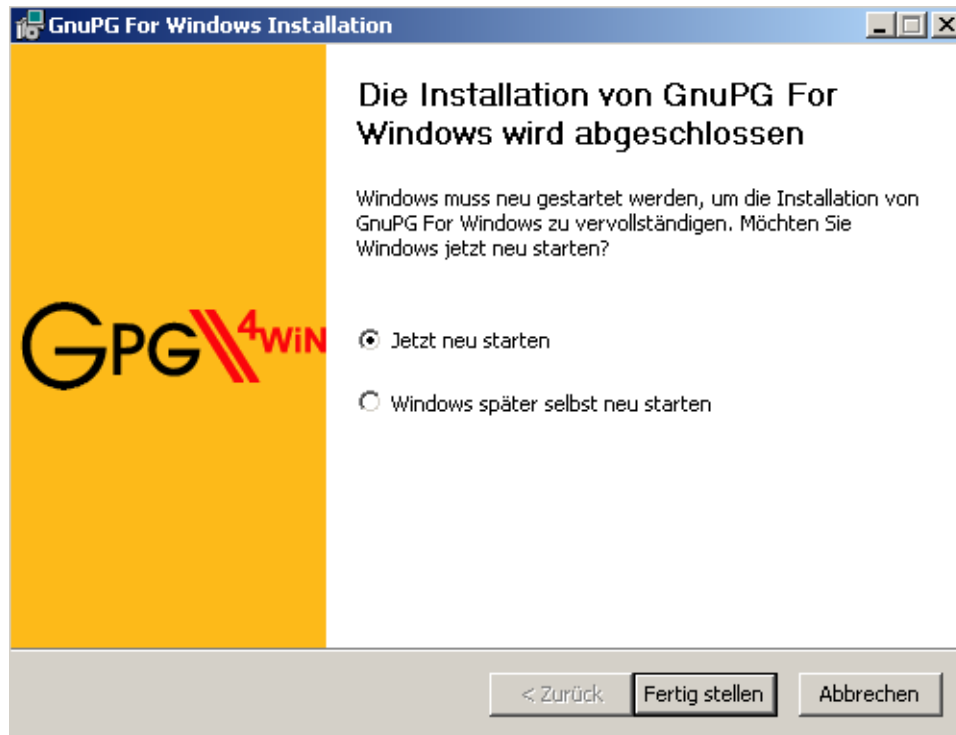 GnuPG For Windows Installation
Die Installation von GnuPG For
Windows wird abgeschlossen
Windows muss neu gestartet werden, um die Installation von
GnuPG For Windows zu vervollständigen. Möchten Sie
Windows jetzt neu starten?
GPG4WiN
Jetzt neu starten
Windows später selbst neu starten
< Zurück
Fertig stellen
Abbrechen